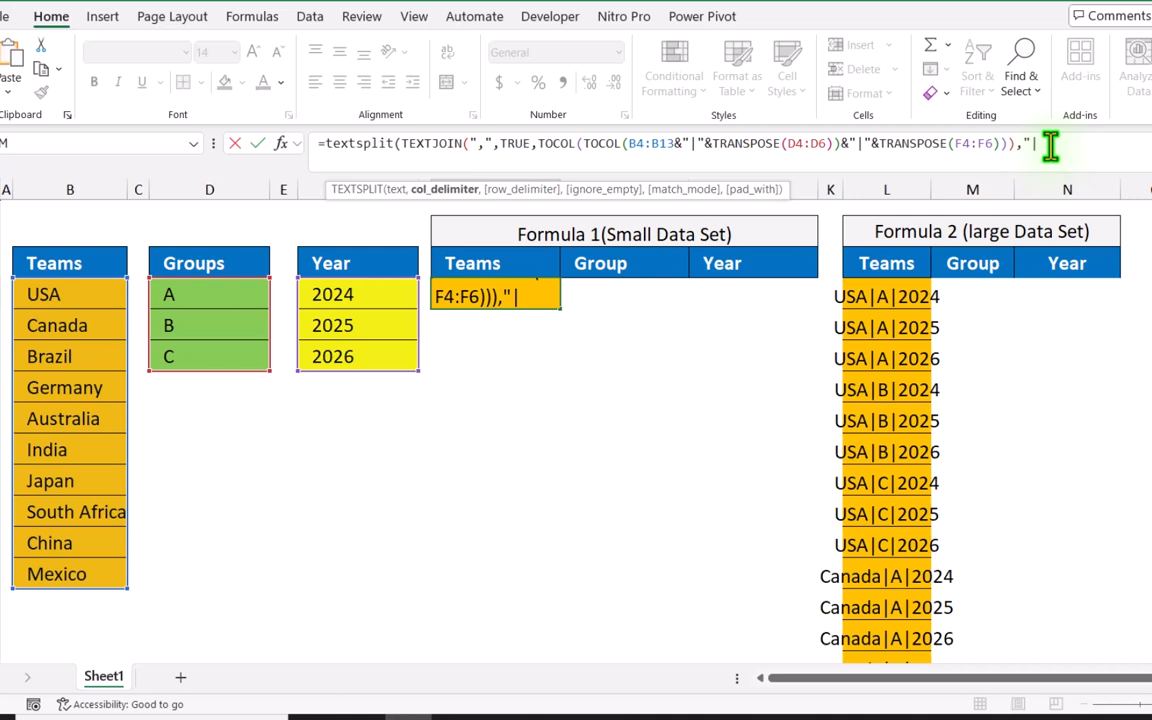 le Home Insert Page Layout Formulas Data Review View Automate Developer Nitro Pro Power Pivot Comments
14 A A ab General
Paste B I U A $ % Conditional Formatting Format as Table Cell Styles Insert Delete Format Sort & Filter Find & Select Add-ins Analyz Data
Clipboard Font Alignment Number Styles Cells Editing Add-ins
M fx =textsplit(TEXTJOIN(",",TRUE,TOCOL(TOCOL(B4:B13&"|"&TRANSPOSE(D4:D6))&"|"&TRANSPOSE(F4:F6))),"|
TEXTSPLIT(text, col_delimiter, [row_delimiter], [ignore_empty], [match_mode], [pad_with])
A B D E K L M N
Formula 1(Small Data Set) Formula 2 (large Data Set)
Teams Groups Year Teams Group Year Teams Group Year
USA A 2024 F4:F6))),"| USA|A|2024
Canada B 2025 USA|A|2025
Brazil C 2026 USA|A|2026
Germany USA|B|2024
Australia USA|B|2025
India USA|B|2026
Japan USA|C|2024
South Africa USA|C|2025
China USA|C|2026
Mexico Canada|A|2024
Canada|A|2025
Canada|A|2026
Sheet1
Accessibility: Good to go